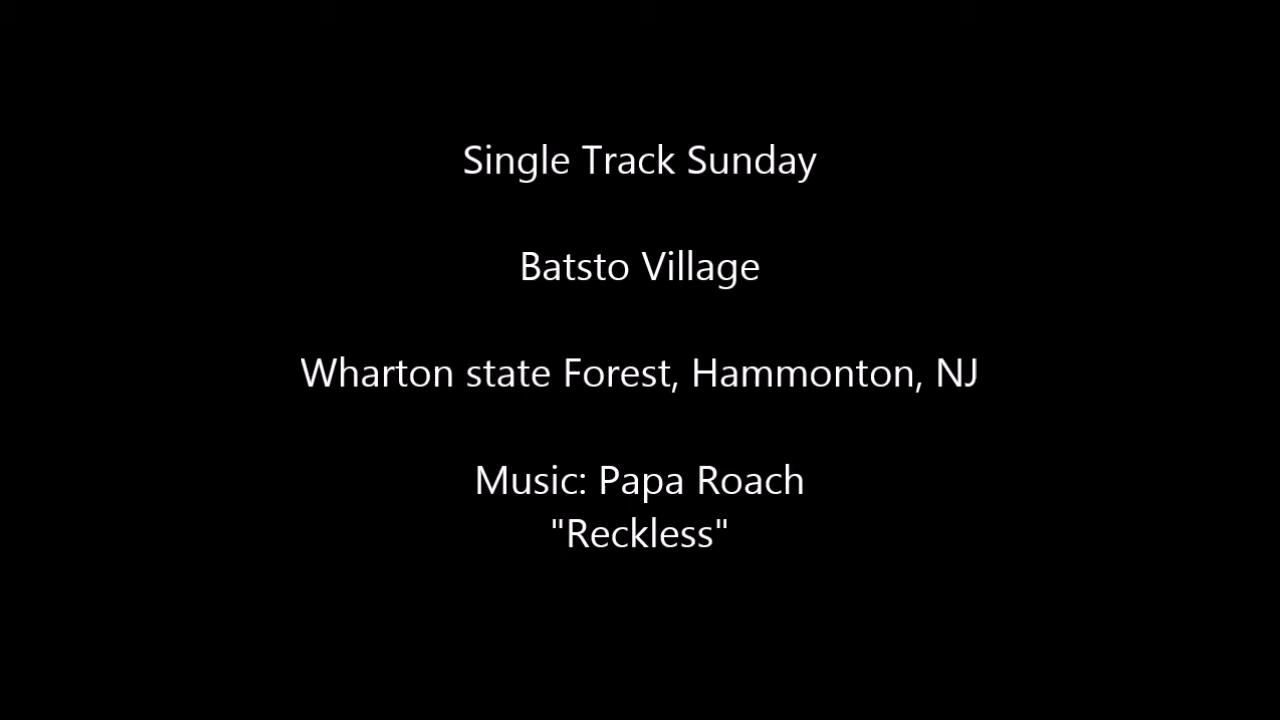 Single Track Sunday
Batsto Village
Wharton state Forest, Hammonton, NJ
Music: Papa Roach
"Reckless"